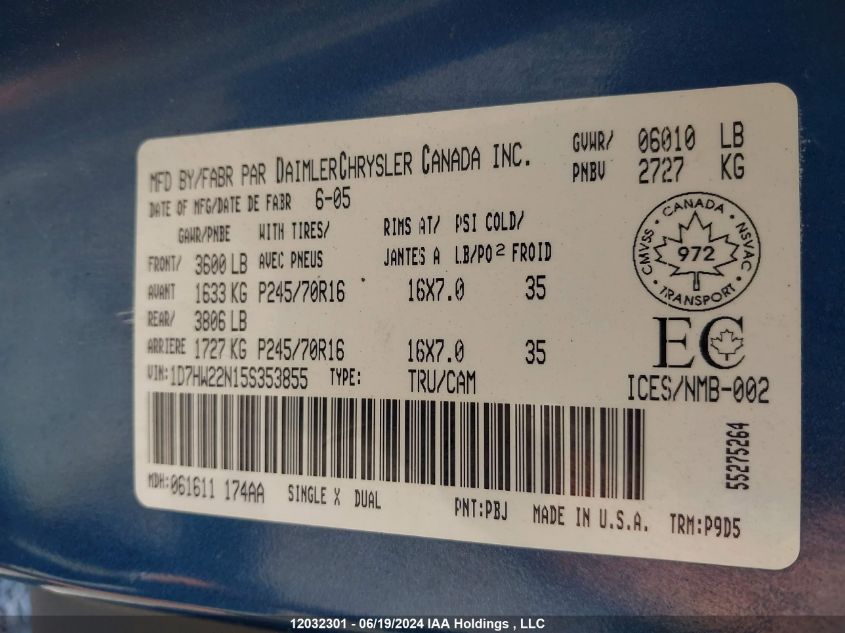 MFD BY/FABR PAR DAIMLERCHRYSLER CANADA INC.
GVWR/ 06010 LB
PNBV 2727 KG
DATE OF MFG/DATE DE FABR 6-05
GAWR/PNBE WITH TIRES/ RIMS AT/ PSI COLD/
FRONT/ 3600 LB AVEC PNEUS JANTES A LB/PO² FROID
AVANT 1633 KG P245/70R16 16X7.0 35
REAR/ 3806 LB
ARRIERE 1727 KG P245/70R16 16X7.0 35
VIN:1D7HW22N15S353855 TYPE: TRU/CAM
CANADA
CMVSS 972 NSVAC
TRANSPORT
EC
ICES/NMB-002
55275264
MDH:061611 174AA SINGLE X DUAL
PNT:PBJ MADE IN U.S.A. TRM:P9D5
12032301 - 06/19/2024 IAA Holdings , LLC